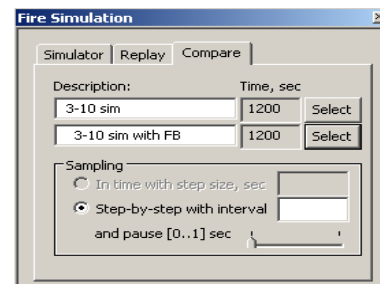 Fire Simulation
Simulator Replay Compare
Description: Time, sec
3-10 sim 1200 Select
3-10 sim with FB 1200 Select
Sampling
In time with step size, sec
Step-by-step with interval
and pause [0..1] sec